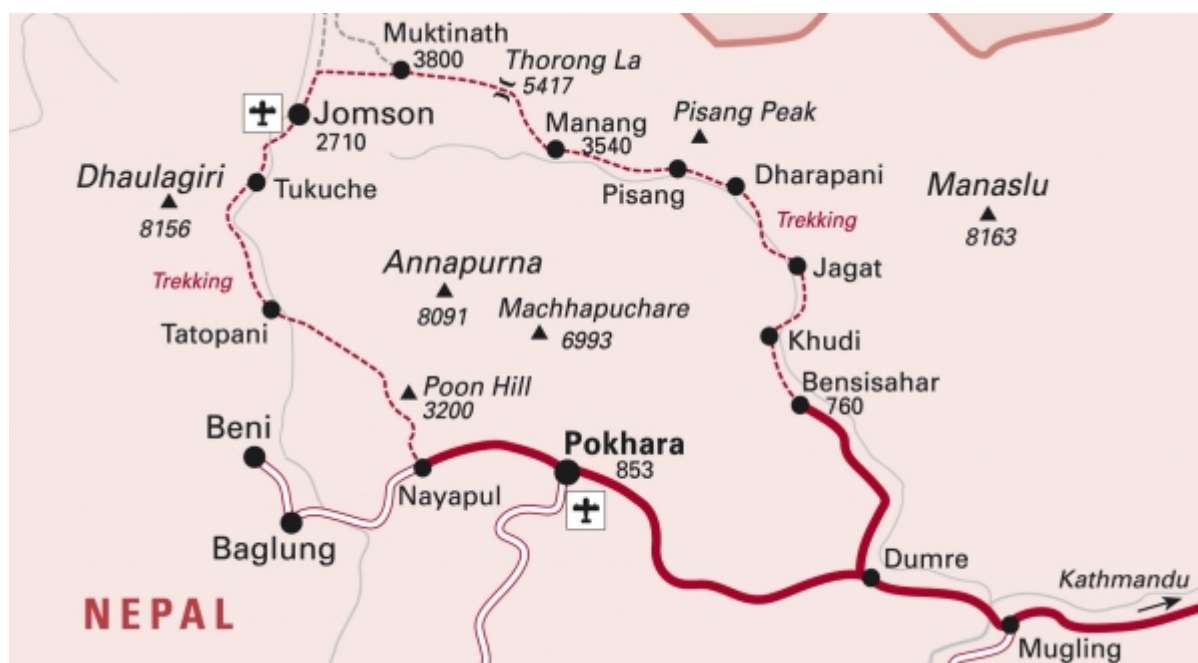 Muktinath
3800
Thorong La
5417
Jomson
2710
Manang
3540
Pisang Peak
Dhaulagiri
8156
Tukuche
Pisang
Dharapani
Manaslu
8163
Trekking
Trekking
Annapurna
8091
Jagat
Machhapuchare
6993
Tatopani
Khudi
Bensisahar
760
Poon Hill
3200
Beni
Pokhara
853
Nayapul
Baglung
Dumre
Kathmandu
NEPAL
Mugling